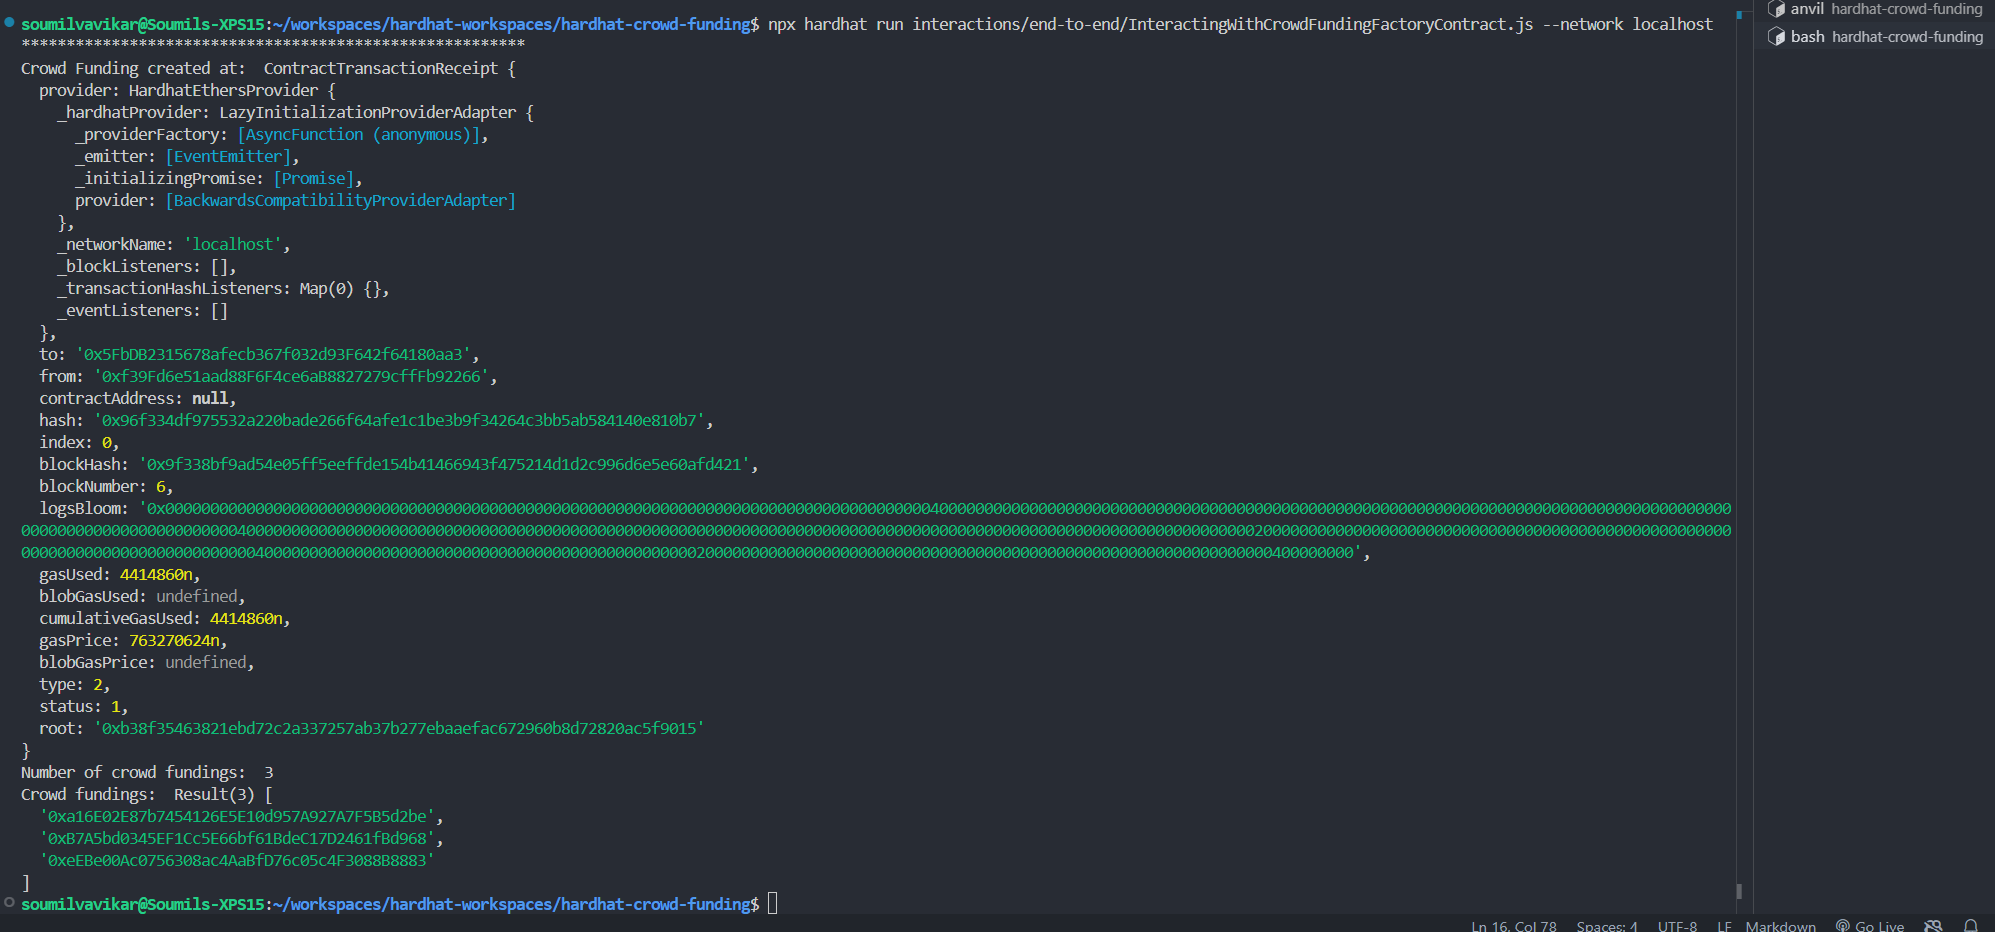 soumilvavikar@Soumils-XPS15:~/workspaces/hardhat-workspaces/hardhat-crowd-funding$ npx hardhat run interactions/end-to-end/InteractingWithCrowdFundingFactoryContract.js --network localhost
********************************************************
Crowd Funding created at:  ContractTransactionReceipt {
  provider: HardhatEthersProvider {
    _hardhatProvider: LazyInitializationProviderAdapter {
      _providerFactory: [AsyncFunction (anonymous)],
      _emitter: [EventEmitter],
      _initializingPromise: [Promise],
      provider: [BackwardsCompatibilityProviderAdapter]
    },
    _networkName: 'localhost',
    _blockListeners: [],
    _transactionHashListeners: Map(0) {},
    _eventListeners: []
  },
  to: '0x5FbDB2315678afecb367f032d93F642f64180aa3',
  from: '0xf39Fd6e51aad88F6F4ce6aB8827279cffFb92266',
  contractAddress: null,
  hash: '0x96f334df975532a220bade266f64afe1c1be3b9f34264c3bb5ab584140e810b7',
  index: 0,
  blockHash: '0x9f338bf9ad54e05ff5eeffde154b41466943f475214d1d2c996d6e5e60afd421',
  blockNumber: 6,
  logsBloom:
  gasUsed: 4414860n,
  blobGasUsed: undefined,
  cumulativeGasUsed: 4414860n,
  gasPrice: 763270624n,
  blobGasPrice: undefined,
  type: 2,
  status: 1,
  root: '0xb38f35463821ebd72c2a337257ab37b277ebaaefac672960b8d72820ac5f9015'
}
Number of crowd fundings:  3
Crowd fundings:  Result(3) [
  '0xa16E02E87b7454126E5E10d957A927A7F5B5d2be',
  '0xB7A5bd0345EF1Cc5E66bf61BdeC17D2461fBd968',
  '0xeEBe00Ac0756308ac4AaBfD76c05c4F3088B8883'
]
soumilvavikar@Soumils-XPS15:~/workspaces/hardhat-workspaces/hardhat-crowd-funding$
anvil hardhat-crowd-funding
bash hardhat-crowd-funding
Ln 16, Col 78 Spaces: 4 UTF-8 LF Markdown Go Live